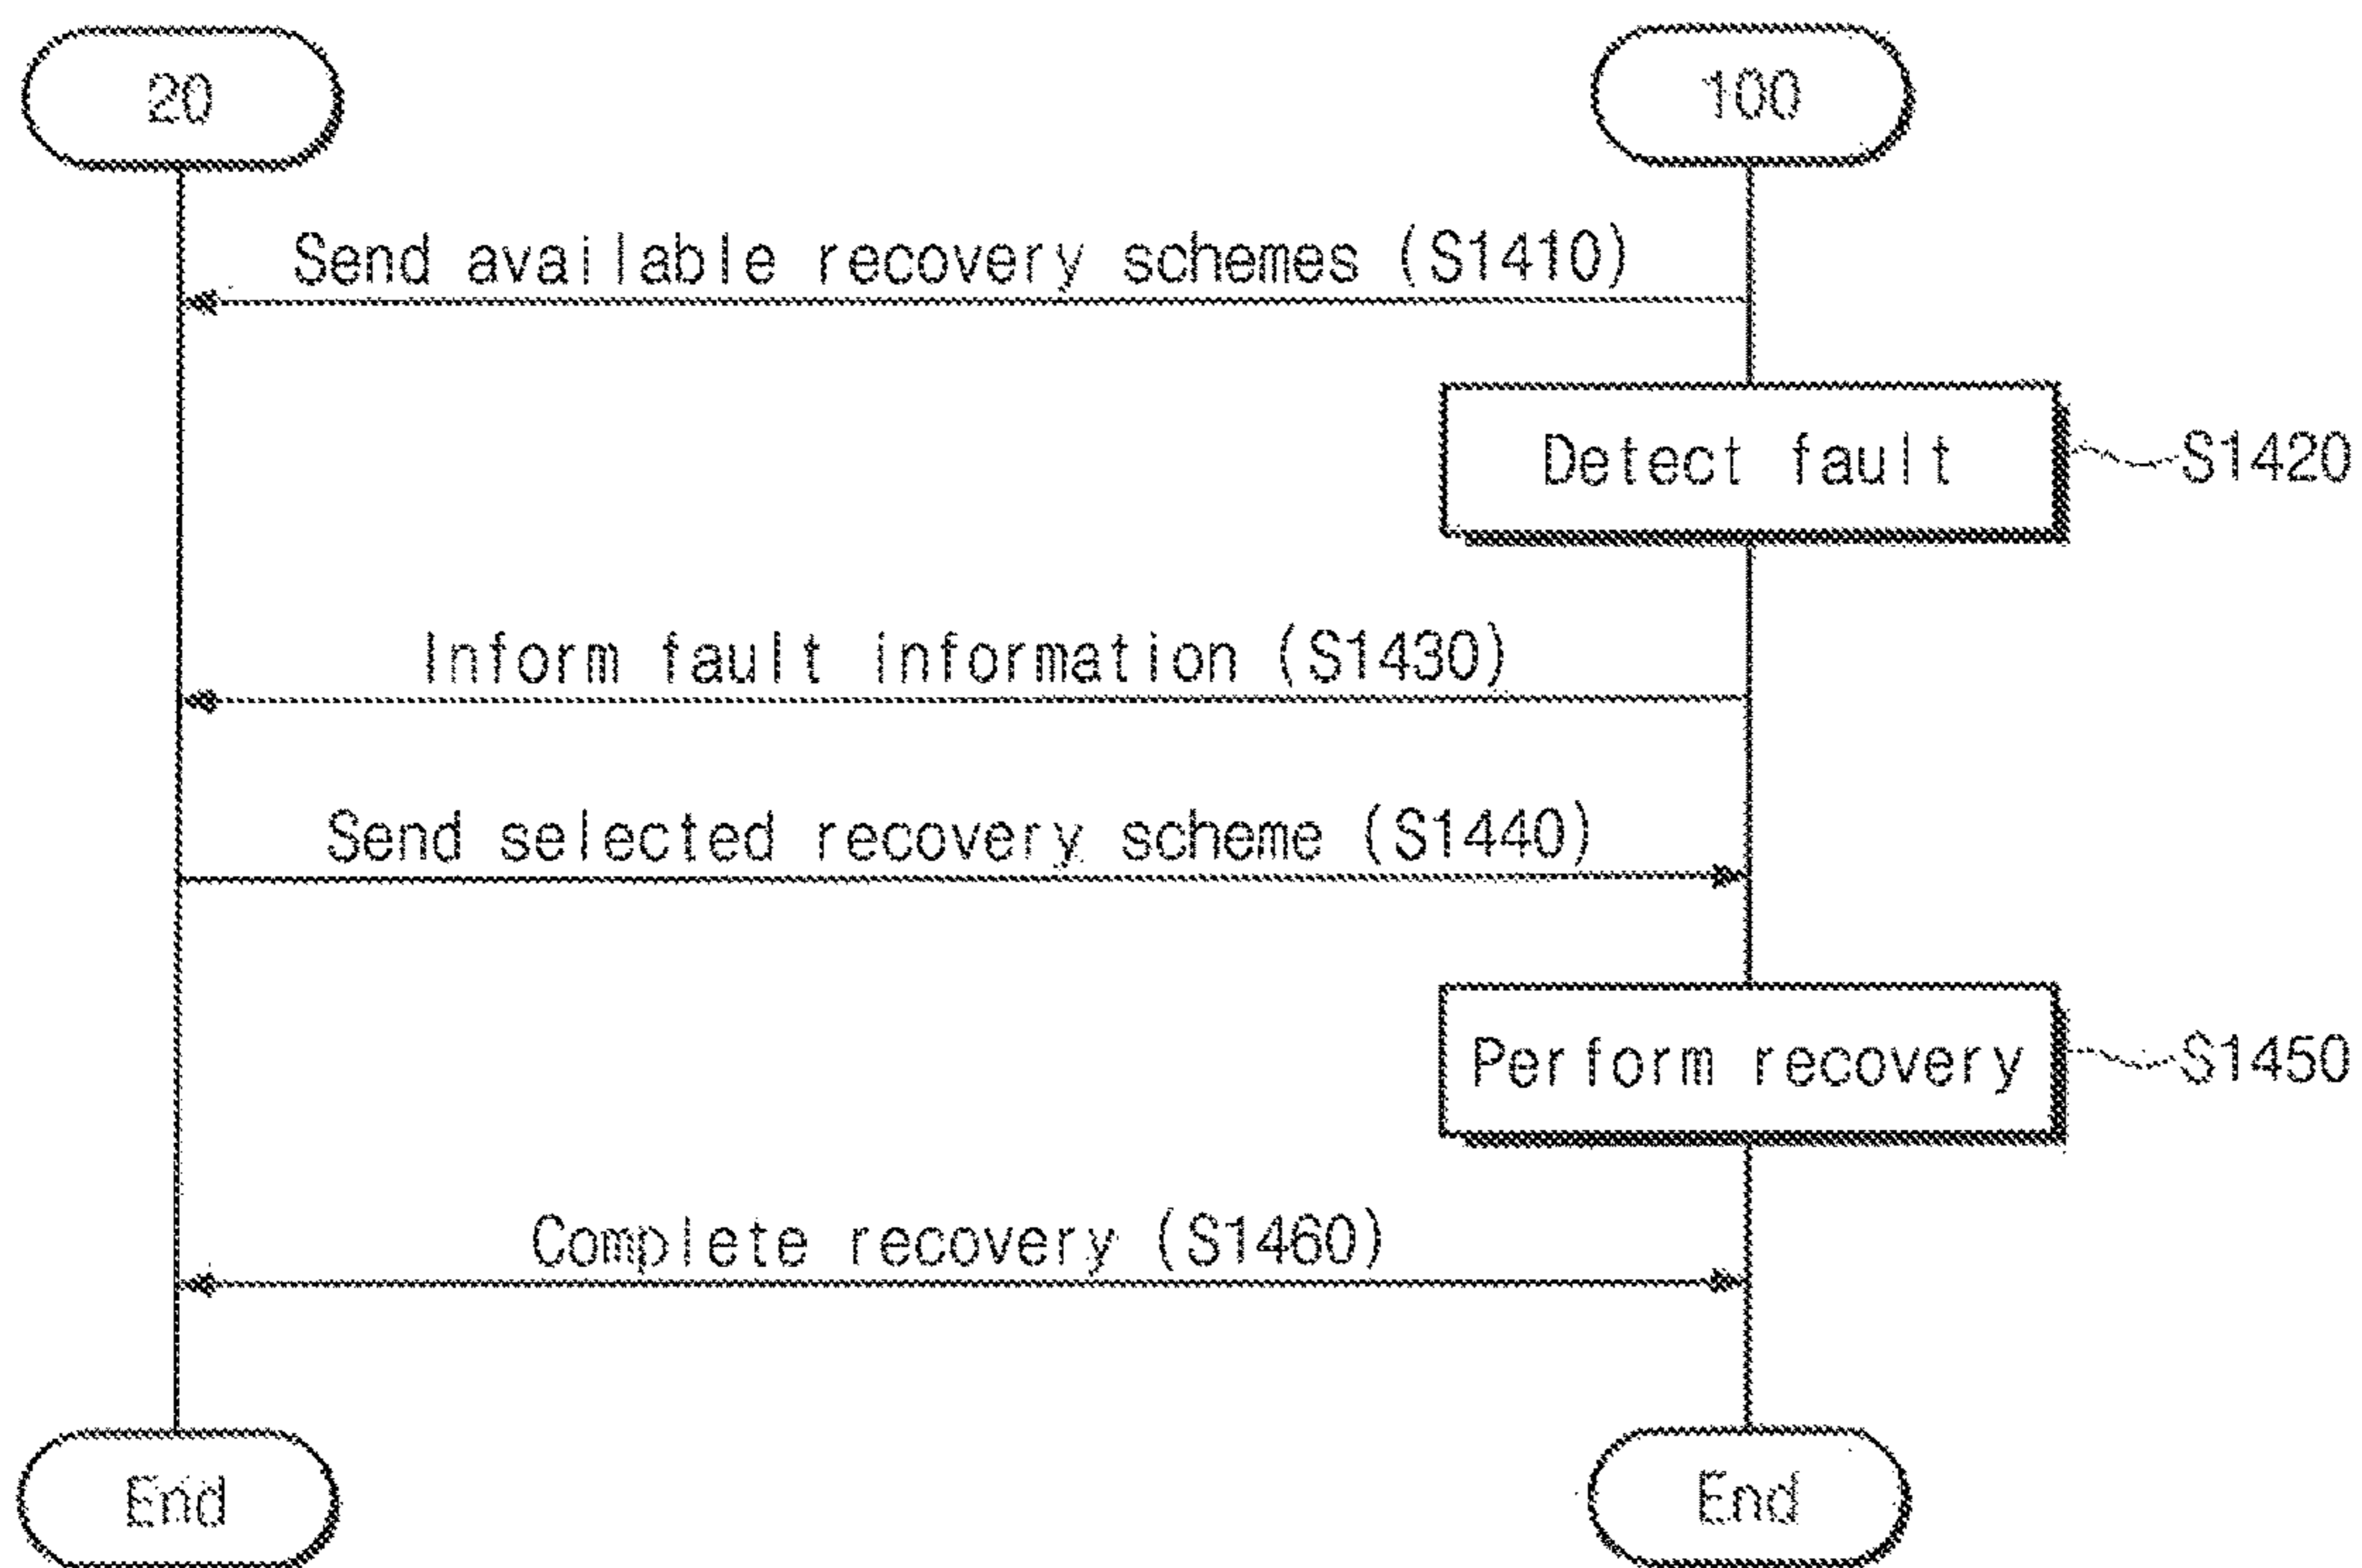 20
100
Send available recovery schemes (S1410)
Detect fault
S1420
Inform fault information (S1430)
Send selected recovery scheme (S1440)
Perform recovery
S1450
Complete recovery (S1460)
End
End